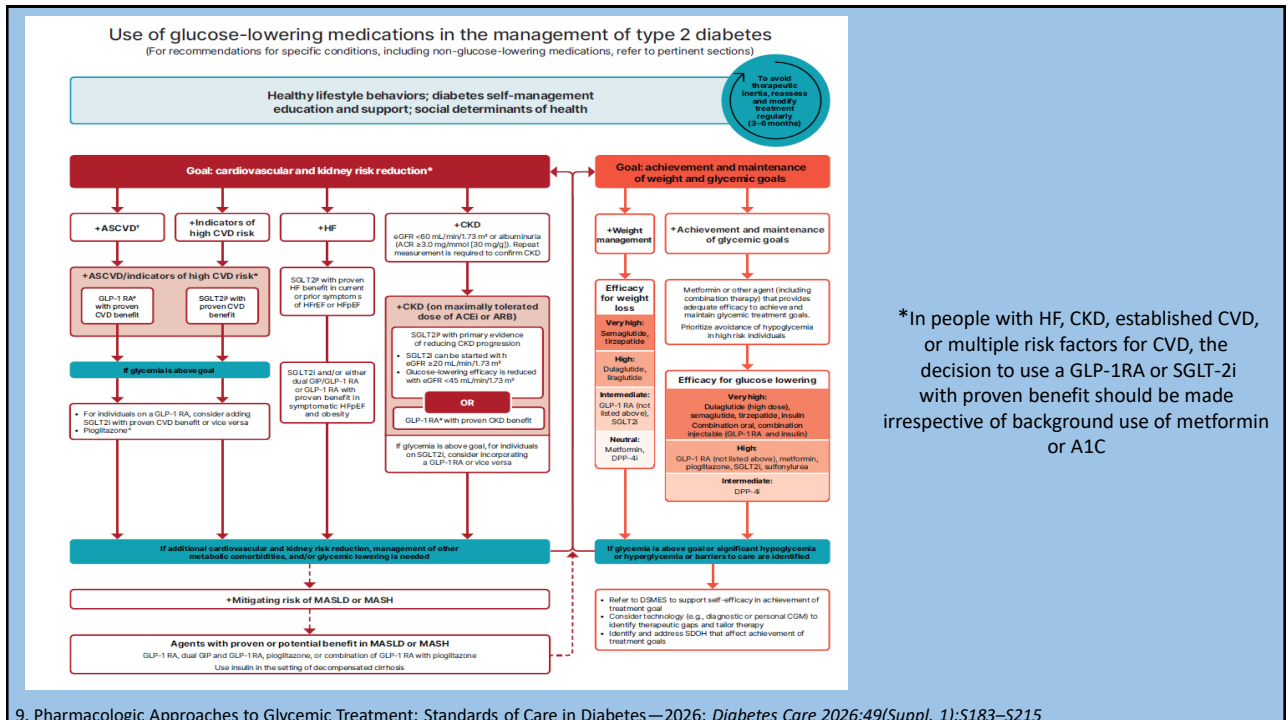 Use of glucose-lowering medications in the management of type 2 diabetes
(For recommendations for specific conditions, including non-glucose-lowering medications, refer to pertinent sections)
Healthy lifestyle behaviors; diabetes self-management
education and support; social determinants of health
To avoid
therapeutic
inertia, reassess
and modify
treatment
regularly
(3–6 months)
Goal: cardiovascular and kidney risk reduction*
+ASCVD†
+Indicators of
high CVD risk
+HF
+CKD
eGFR <60 mL/min/1.73 m² or albuminuria
(ACR ≥3.0 mg/mmol [30 mg/g]). Repeat
measurement is required to confirm CKD
+ASCVD/indicators of high CVD risk*
GLP-1 RA#
with proven
CVD benefit
SGLT2i§ with
proven CVD
benefit
If glycemia is above goal
• For individuals on a GLP-1 RA, consider adding
SGLT2i with proven CVD benefit or vice versa
• Pioglitazone^
SGLT2i§
with proven
HF benefit in current
or prior symptoms
of HFrEF or HFpEF
SGLT2i and/or either
dual GIP/GLP-1 RA
or GLP-1 RA with
proven benefit in
symptomatic HFpEF
and obesity
+CKD (on maximally tolerated
dose of ACEi or ARB)
SGLT2i§ with primary evidence
of reducing CKD progression
• SGLT2i can be started with
eGFR ≥20 mL/min/1.73 m²
• Glucose-lowering efficacy is reduced
with eGFR <45 mL/min/1.73 m²
OR
GLP-1 RA# with proven CKD benefit
If glycemia is above goal, for individuals
on SGLT2i, consider incorporating
a GLP-1 RA or vice versa
If additional cardiovascular and kidney risk reduction, management of other
metabolic comorbidities, and/or glycemic lowering is needed
+Mitigating risk of MASLD or MASH
Agents with proven or potential benefit in MASLD or MASH
GLP-1 RA, dual GIP and GLP-1 RA, pioglitazone, or combination of GLP-1 RA with pioglitazone
Use insulin in the setting of decompensated cirrhosis
Goal: achievement and maintenance
of weight and glycemic goals
+Weight
management
Efficacy
for weight
loss
Very high:
Semaglutide,
tirzepatide
High:
Dulaglutide,
liraglutide
Intermediate:
GLP-1 RA (not
listed above),
SGLT2i
Neutral:
Metformin,
DPP-4i
+Achievement and maintenance
of glycemic goals
Metformin or other agent (including
combination therapy) that provides
adequate efficacy to achieve and
maintain glycemic treatment goals.
Prioritize avoidance of hypoglycemia
in high risk individuals
Efficacy for glucose lowering
Very high:
Dulaglutide (high dose),
semaglutide, tirzepatide, insulin
Combination oral, combination
injectable (GLP-1 RA and insulin)
High:
GLP-1 RA (not listed above), metformin,
pioglitazone, SGLT2i, sulfonylurea
Intermediate:
DPP-4i
If glycemia is above goal or significant hypoglycemia
or hyperglycemia or barriers to care are identified
• Refer to DSMES to support self-efficacy in achievement of
treatment goal
• Consider technology (e.g., diagnostic or personal CGM) to
identify therapeutic gaps and tailor therapy
• Identify and address SDOH that affect achievement of
treatment goals
*In people with HF, CKD, established CVD,
or multiple risk factors for CVD, the
decision to use a GLP-1RA or SGLT-2i
with proven benefit should be made
irrespective of background use of metformin
or A1C
9. Pharmacologic Approaches to Glycemic Treatment: Standards of Care in Diabetes—2026: Diabetes Care 2026;49(Suppl. 1):S183–S215